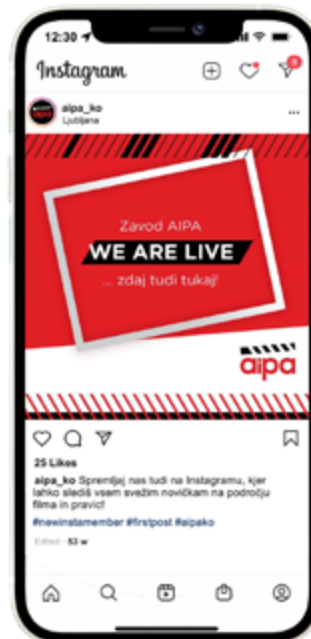 12:30
Instagram
aipa_ko
Ljubljana
Zavod AIPA
WE ARE LIVE
... zdaj tudi tukaj!
aipa
25 Likes
aipa_ko Spremljaj nas tudi na Instagramu, kjer
lahko slediš vsem svežim novičkam na področju
filma in pravic!
#newinstamember #firstpost #aipako
Edited · 53 w